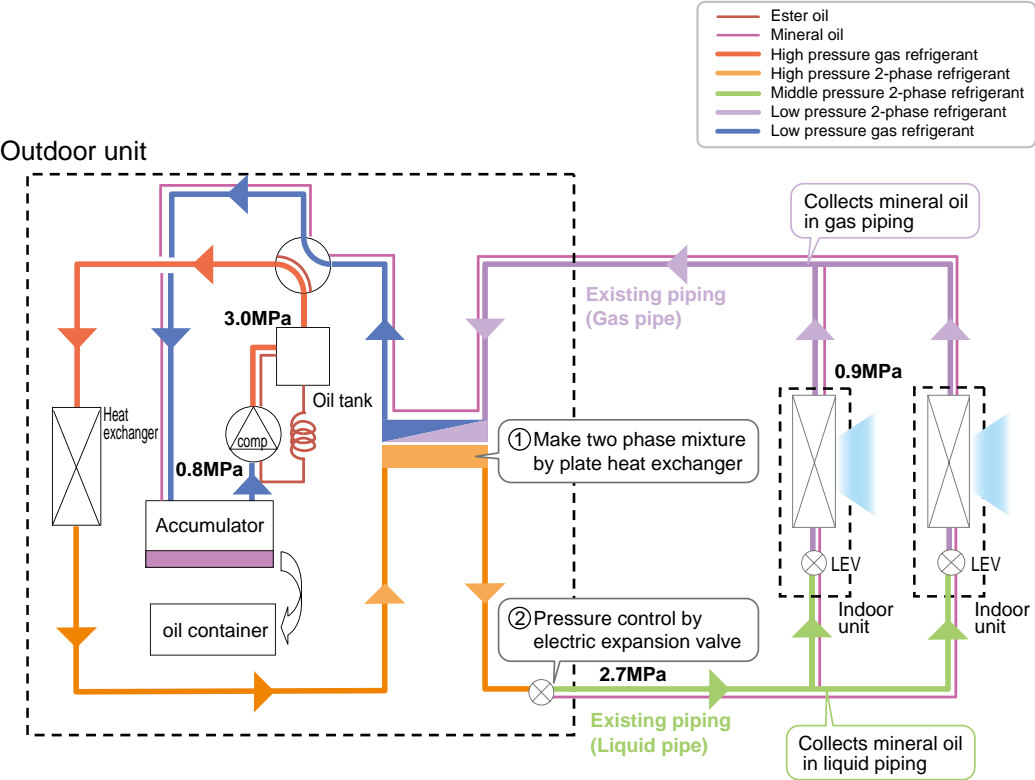 Ester oil
Mineral oil
High pressure gas refrigerant
High pressure 2-phase refrigerant
Middle pressure 2-phase refrigerant
Low pressure 2-phase refrigerant
Low pressure gas refrigerant
Outdoor unit
Collects mineral oil
in gas piping
Existing piping
(Gas pipe)
3.0MPa
0.9MPa
Oil tank
Heat
exchanger
comp
① Make two phase mixture
by plate heat exchanger
0.8MPa
Accumulator
LEV
LEV
oil container
② Pressure control by
electric expansion valve
Indoor
unit
Indoor
unit
2.7MPa
Existing piping
(Liquid pipe)
Collects mineral oil
in liquid piping